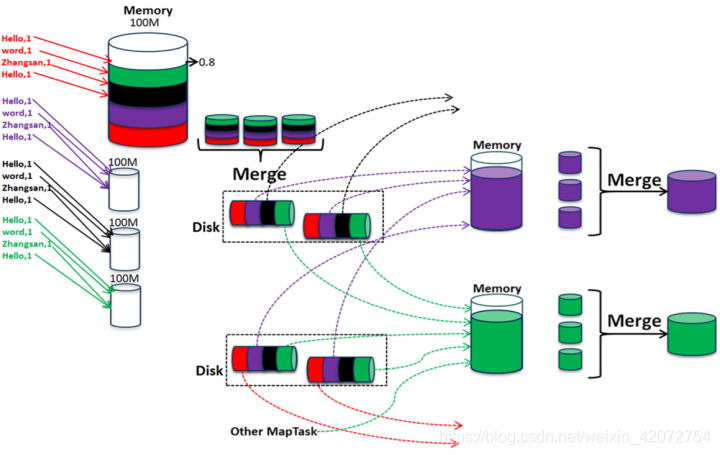 Memory
100M
Hello,1
word,1
Zhangsan,1
Hello,1
0.8
Hello,1
word,1
Zhangsan,1
Hello,1
100M
Merge
Hello,1
word,1
Zhangsan,1
Hello,1
100M
Hello,1
word,1
Zhangsan,1
Hello,1
100M
Disk
Memory
Merge
Disk
Memory
Merge
Other MapTask
https://blog.csdn.net/weixin_42072754